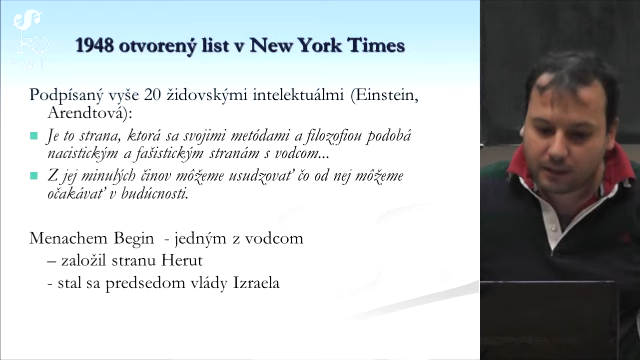 1948 otvorený list v New York Times
Podpísaný vyše 20 židovskými intelektuálmi (Einstein,
Arendtová):
Je to strana, ktorá sa svojimi metódami a filozofiou podobá
nacistickým a fašistickým stranám s vodcom...
Z jej minulých činov môžeme usudzovať čo od nej môžeme
očakávať v budúcnosti.
Menachem Begin - jedným z vodcom
– založil stranu Herut
- stal sa predsedom vlády Izraela